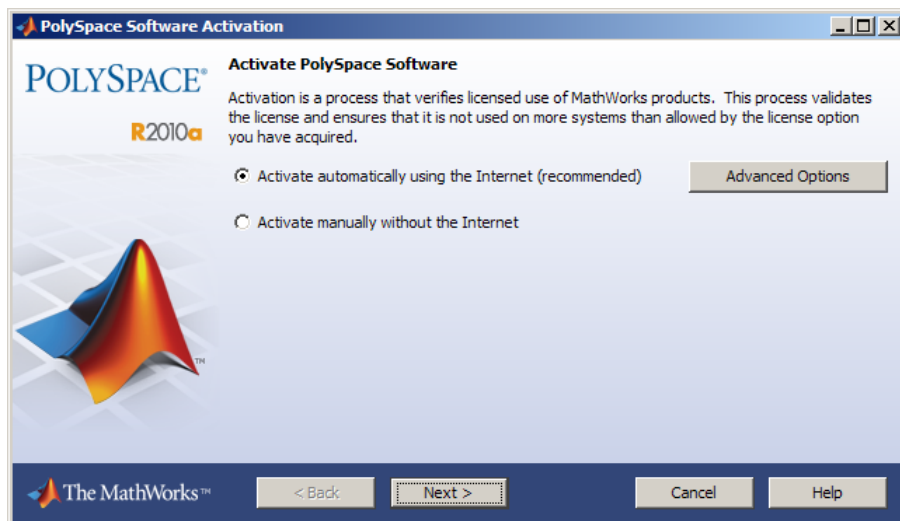 PolySpace Software Activation
POLYSPACE®
R2010a
Activate PolySpace Software
Activation is a process that verifies licensed use of MathWorks products. This process validates
the license and ensures that it is not used on more systems than allowed by the license option
you have acquired.
Activate automatically using the Internet (recommended)
Advanced Options
Activate manually without the Internet
TM
The MathWorks™
< Back
Next >
Cancel
Help